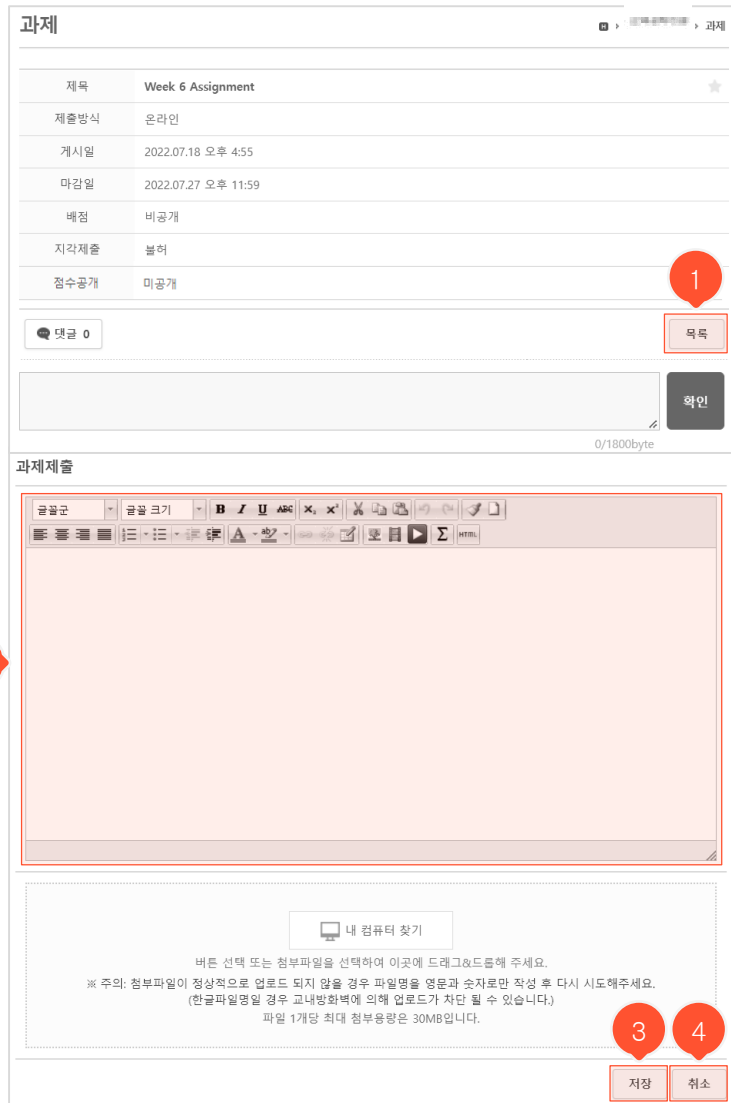 과제
H › › 과제
제목 Week 6 Assignment
제출방식 온라인
게시일 2022.07.18 오후 4:55
마감일 2022.07.27 오후 11:59
배점 비공개
지각제출 불허
점수공개 미공개
1
댓글 0 목록
확인
0/1800byte
과제제출
글꼴군 글꼴 크기 B I U ABC X₂ X²
A ab Σ HTML
내 컴퓨터 찾기
버튼 선택 또는 첨부파일을 선택하여 이곳에 드래그&드롭해 주세요.
※ 주의: 첨부파일이 정상적으로 업로드 되지 않을 경우 파일명을 영문과 숫자로만 작성 후 다시 시도해주세요.
(한글파일명일 경우 교내방화벽에 의해 업로드가 차단 될 수 있습니다.)
파일 1개당 최대 첨부용량은 30MB입니다.
3 4
저장 취소